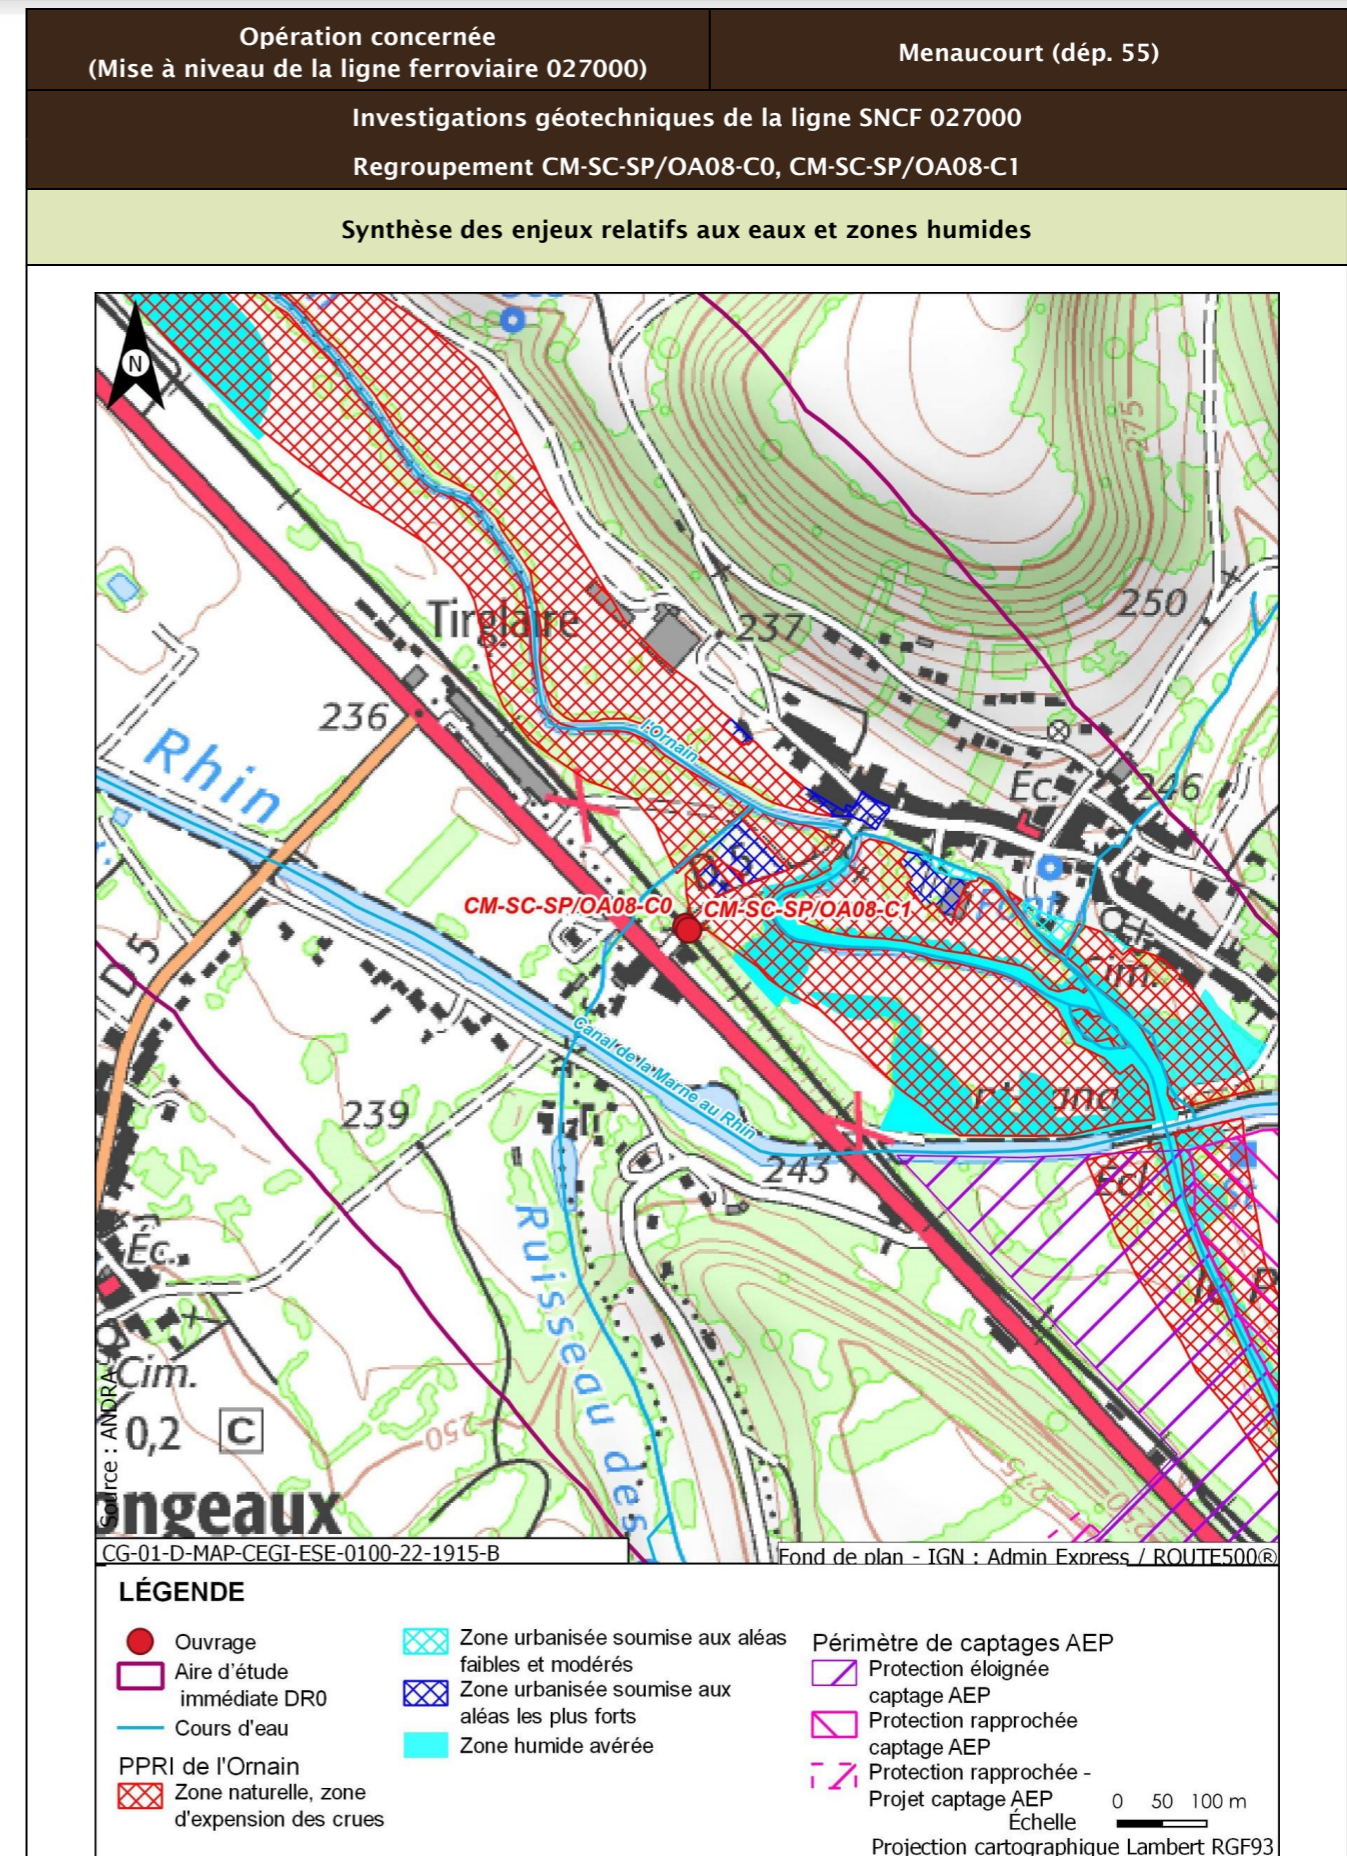 Opération concernée
(Mise à niveau de la ligne ferroviaire 027000)
Menaucourt (dép. 55)
Investigations géotechniques de la ligne SNCF 027000
Regroupement CM-SC-SP/OA08-C0, CM-SC-SP/OA08-C1
Synthèse des enjeux relatifs aux eaux et zones humides
N
275
Tirglaire
237
250
236
Rhin
l'Ornain
Éc.
246
CM-SC-SP/OA08-C0
CM-SC-SP/OA08-C1
Font
Cim.
D 5
Canal de la Marne au Rhin
239
243
Écl.
Ruisseau des
Éc.
Cim.
0,2
C
250
275
250
ngeaux
Source : ANDRA
CG-01-D-MAP-CEGI-ESE-0100-22-1915-B
Fond de plan - IGN : Admin Express / ROUTE500®
LÉGENDE
Ouvrage
Aire d'étude
immédiate DR0
Cours d'eau
PPRI de l'Ornain
Zone naturelle, zone
d'expension des crues
Zone urbanisée soumise aux aléas
faibles et modérés
Zone urbanisée soumise aux
aléas les plus forts
Zone humide avérée
Périmètre de captages AEP
Protection éloignée
captage AEP
Protection rapprochée
captage AEP
Protection rapprochée -
Projet captage AEP
0 50 100 m
Échelle
Projection cartographique Lambert RGF93